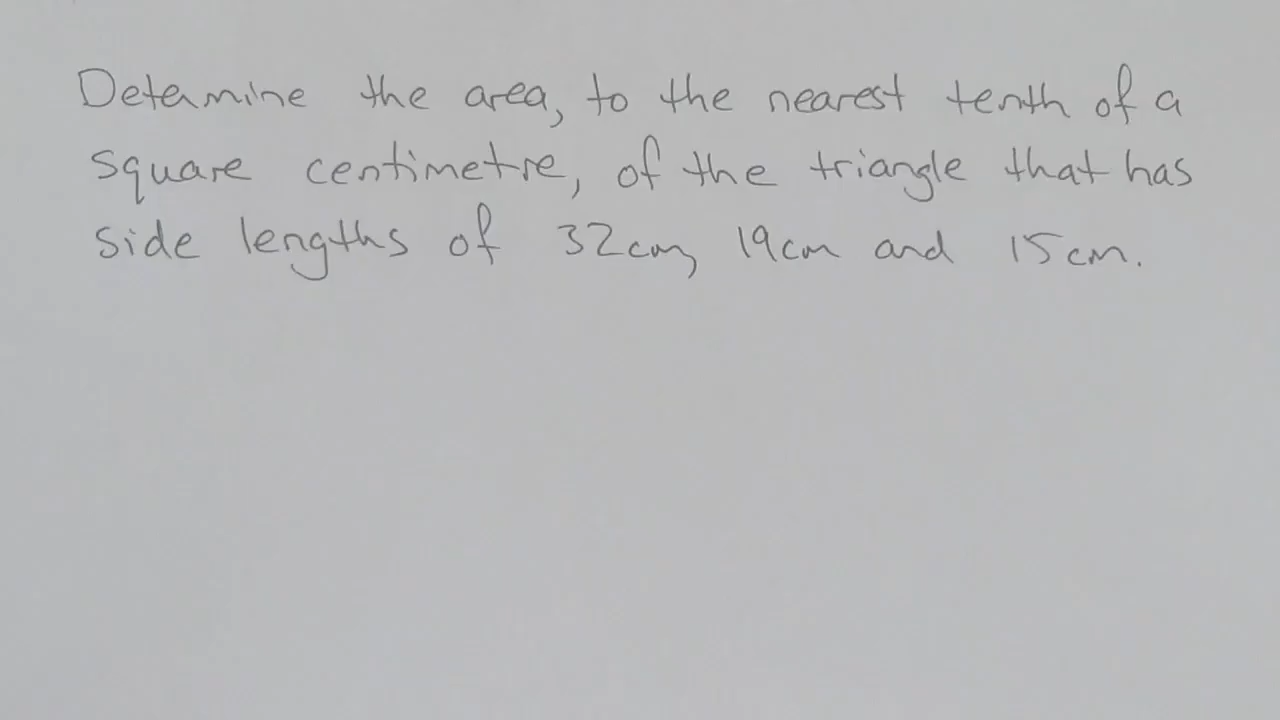 Determine the area, to the nearest tenth of a
square centimetre, of the triangle that has
side lengths of 32cm, 19cm and 15cm.